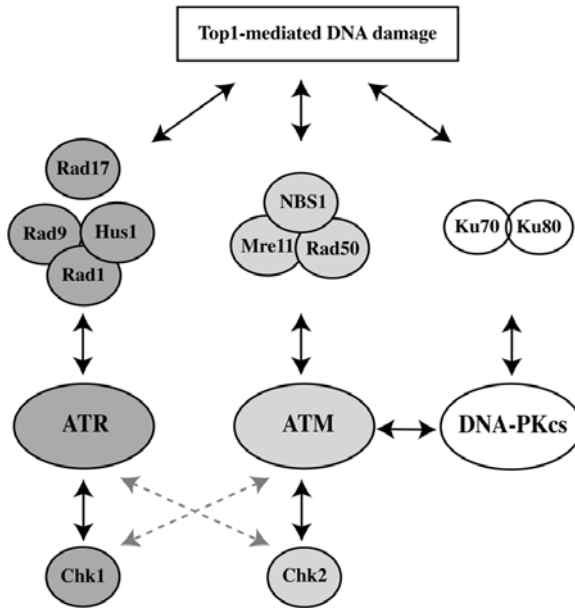 Top1-mediated DNA damage
Rad17
Rad9
Hus1
Rad1
NBS1
Mre11
Rad50
Ku70
Ku80
ATR
ATM
DNA-PKcs
Chk1
Chk2